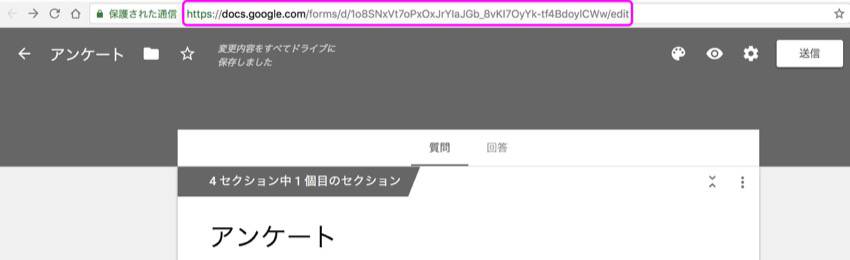 保護された通信 https://docs.google.com/forms/d/1o8SNxVt7oPxOxJrYIaJGb_8vKI7OyYk-tf4BdoyICWw/edit
アンケート
変更内容をすべてドライブに
保存しました
送信
質問 回答
4 セクション中 1 個目のセクション
アンケート